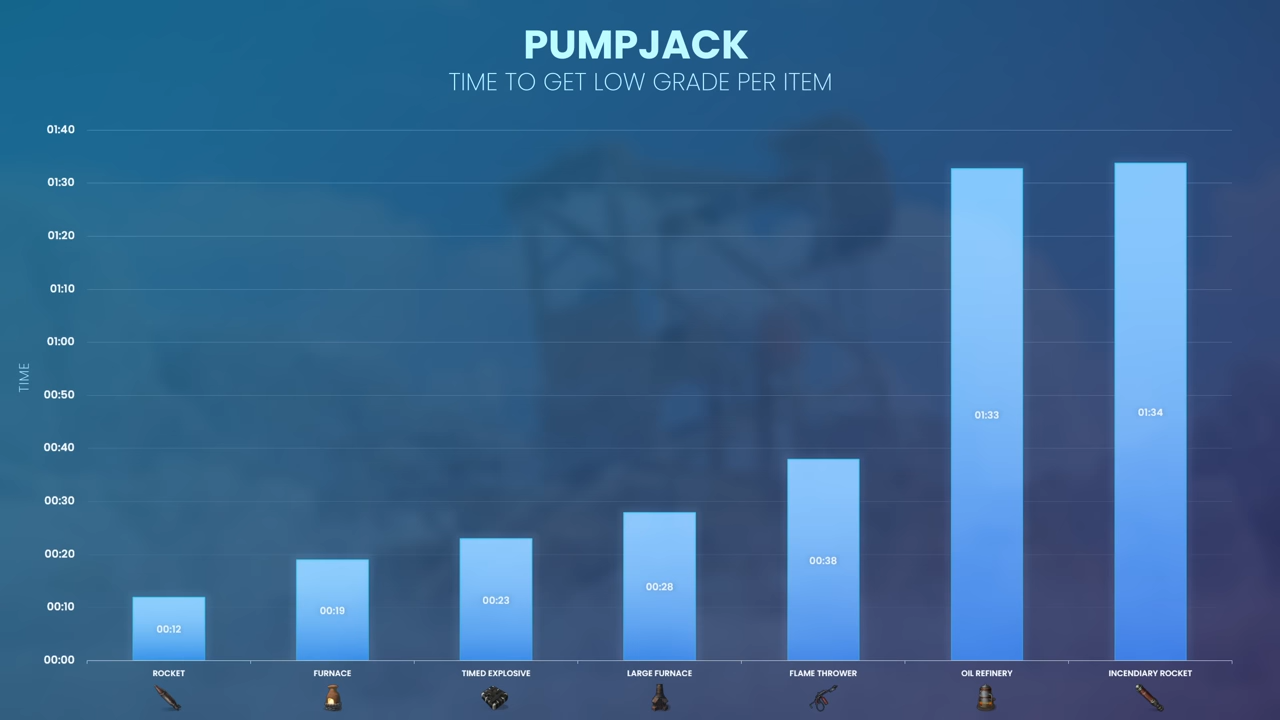 PUMPJACK
TIME TO GET LOW GRADE PER ITEM
01:40
01:30
01:20
01:10
01:00
00:50
00:40
00:30
00:20
00:10
00:00
TIME
00:12
00:19
00:23
00:28
00:38
01:33
01:34
ROCKET
FURNACE
TIMED EXPLOSIVE
LARGE FURNACE
FLAME THROWER
OIL REFINERY
INCENDIARY ROCKET